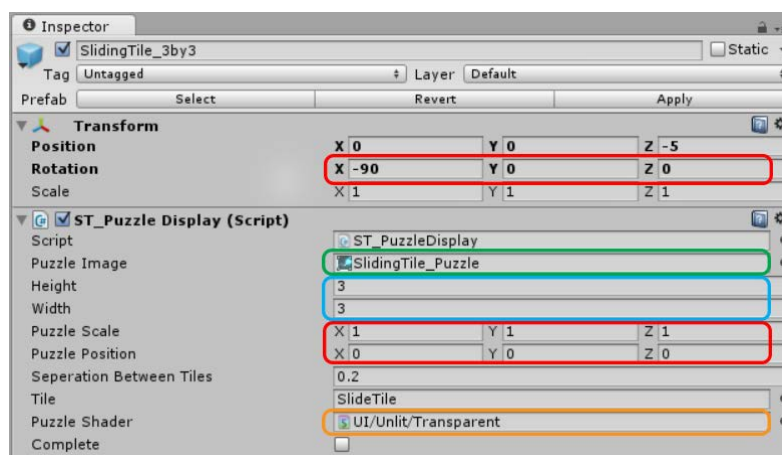 Inspector
SlidingTile_3by3 Static
Tag Untagged Layer Default
Prefab Select Revert Apply
Transform
Position X 0 Y 0 Z -5
Rotation X -90 Y 0 Z 0
Scale X 1 Y 1 Z 1
ST_Puzzle Display (Script)
Script ST_PuzzleDisplay
Puzzle Image SlidingTile_Puzzle
Height 3
Width 3
Puzzle Scale X 1 Y 1 Z 1
Puzzle Position X 0 Y 0 Z 0
Seperation Between Tiles 0.2
Tile SlideTile
Puzzle Shader UI/Unlit/Transparent
Complete